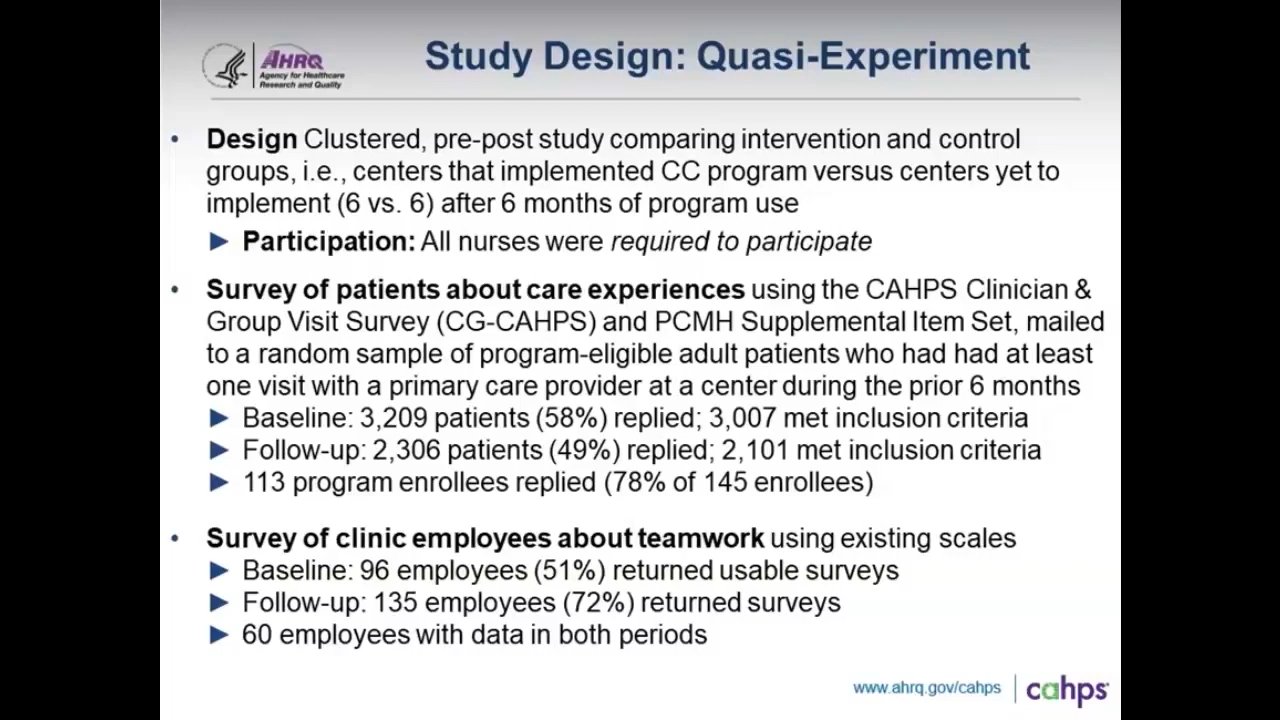 AHRQ
Agency for Healthcare
Research and Quality
Study Design: Quasi-Experiment
• Design Clustered, pre-post study comparing intervention and control
groups, i.e., centers that implemented CC program versus centers yet to
implement (6 vs. 6) after 6 months of program use
► Participation: All nurses were required to participate
• Survey of patients about care experiences using the CAHPS Clinician &
Group Visit Survey (CG-CAHPS) and PCMH Supplemental Item Set, mailed
to a random sample of program-eligible adult patients who had had at least
one visit with a primary care provider at a center during the prior 6 months
► Baseline: 3,209 patients (58%) replied; 3,007 met inclusion criteria
► Follow-up: 2,306 patients (49%) replied; 2,101 met inclusion criteria
► 113 program enrollees replied (78% of 145 enrollees)
• Survey of clinic employees about teamwork using existing scales
► Baseline: 96 employees (51%) returned usable surveys
► Follow-up: 135 employees (72%) returned surveys
► 60 employees with data in both periods
www.ahrq.gov/cahps
cahps